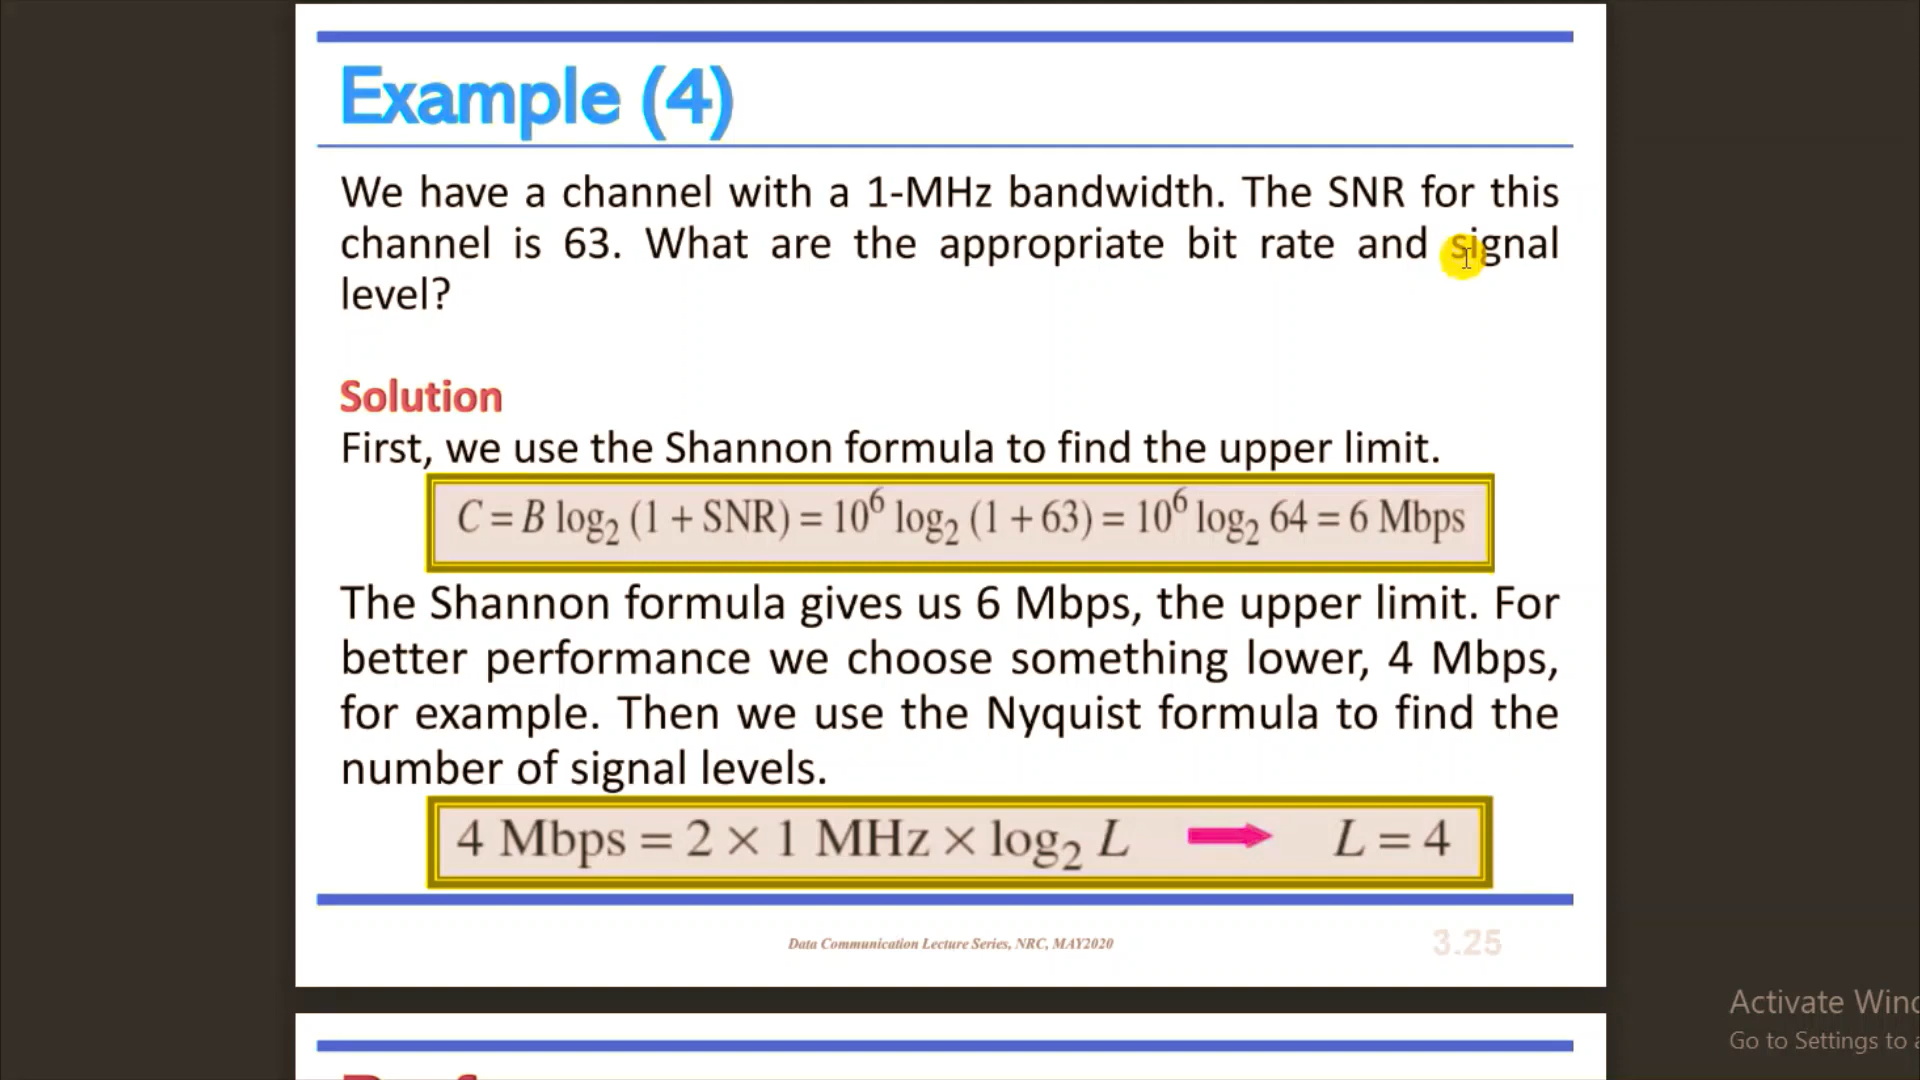 Example (4)
We have a channel with a 1-MHz bandwidth. The SNR for this
channel is 63. What are the appropriate bit rate and signal
level?
Solution
First, we use the Shannon formula to find the upper limit.
C = B log₂ (1 + SNR) = 10⁶ log₂ (1 + 63) = 10⁶ log₂ 64 = 6 Mbps
The Shannon formula gives us 6 Mbps, the upper limit. For
better performance we choose something lower, 4 Mbps,
for example. Then we use the Nyquist formula to find the
number of signal levels.
4 Mbps = 2 × 1 MHz × log₂ L L = 4
Data Communication Lecture Series, NRC, MAY2020
3.25
Activate Wind
Go to Settings to a